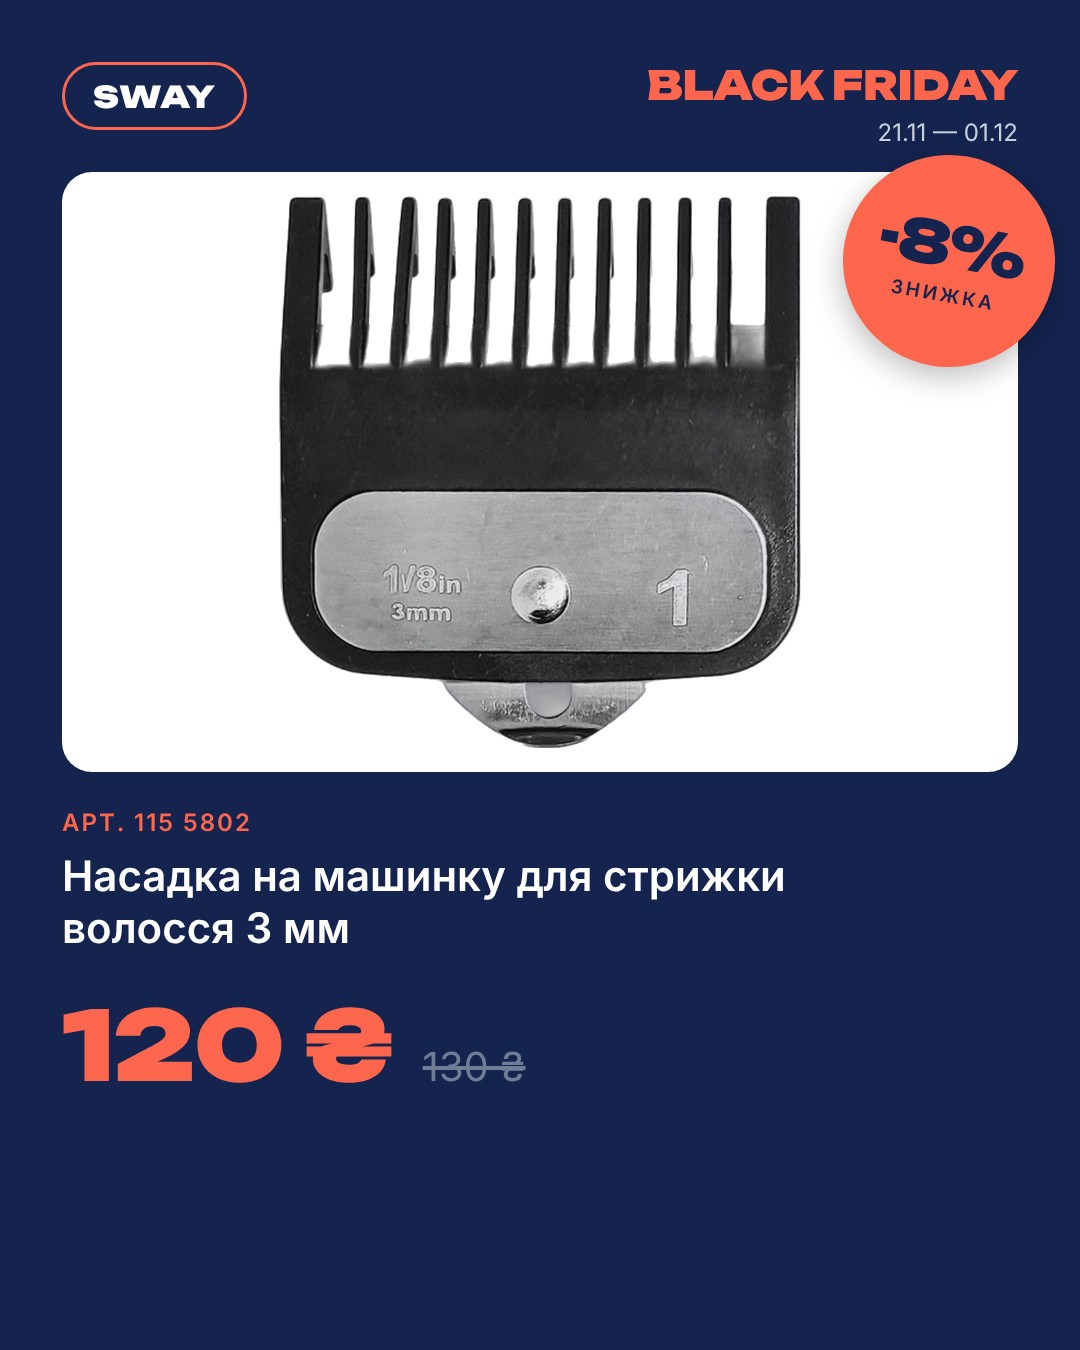 SWAY
BLACK FRIDAY
21.11 — 01.12
-8%
ЗНИЖКА
1/8in
3mm
1
АРТ. 115 5802
Насадка на машинку для стрижки
волосся 3 мм
120 ₴
130 ₴